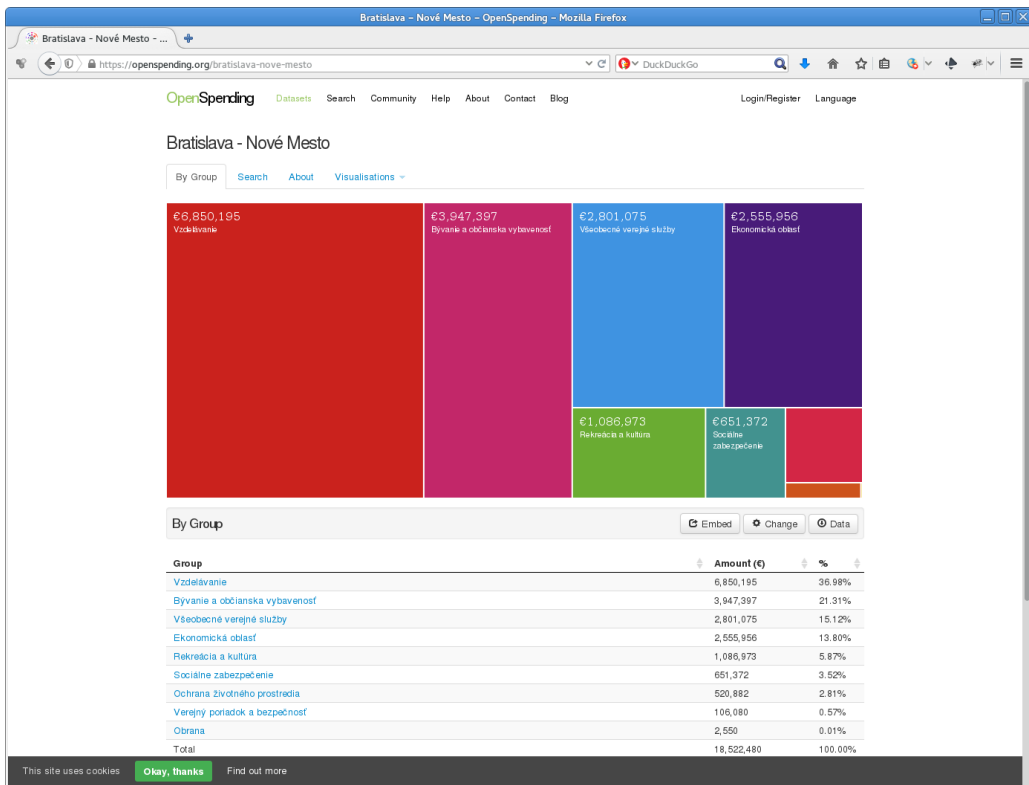 Bratislava – Nové Mesto – OpenSpending – Mozilla Firefox
Bratislava - Nové Mesto - ...
https://openspending.org/bratislava-nove-mesto
DuckDuckGo
OpenSpending Datasets Search Community Help About Contact Blog Login/Register Language
Bratislava - Nové Mesto
By Group Search About Visualisations
€6,850,195 €3,947,397 €2,801,075 €2,555,956
Vzdelávanie Bývanie a občianska vybavenosť Všeobecné verejné služby Ekonomická oblasť
€1,086,973 €651,372
Rekreácia a kultúra Sociálne
zabezpečenie
By Group Embed Change Data
Group Amount (€) %
Vzdelávanie 6,850,195 36.98%
Bývanie a občianska vybavenosť 3,947,397 21.31%
Všeobecné verejné služby 2,801,075 15.12%
Ekonomická oblasť 2,555,956 13.80%
Rekreácia a kultúra 1,086,973 5.87%
Sociálne zabezpečenie 651,372 3.52%
Ochrana životného prostredia 520,882 2.81%
Verejný poriadok a bezpečnosť 106,080 0.57%
Obrana 2,550 0.01%
Total 18,522,480 100.00%
This site uses cookies Okay, thanks Find out more